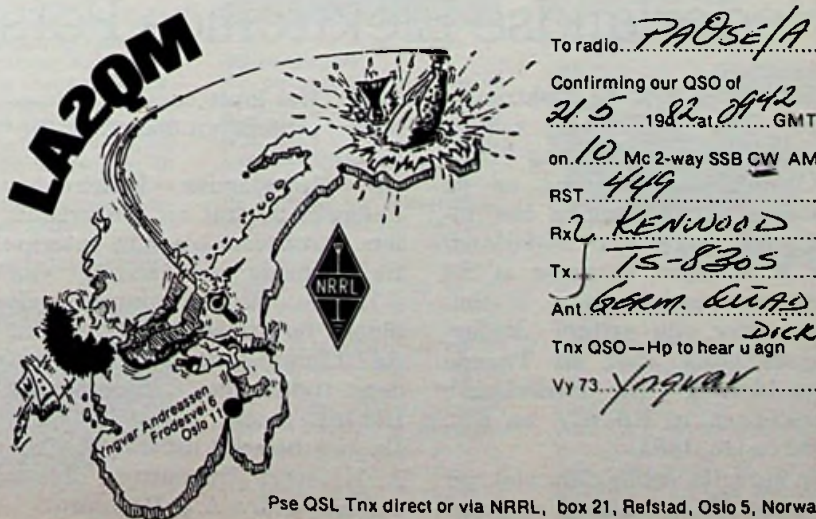 LA2QM
NRRL
Yngvar Andreassen
Frodesvei 6
Oslo 11
To radio PAØSE/A
Confirming our QSO of
21.5 1982 at 0942 GMT
on 10 Mc 2-way SSB CW AM
RST 449
Rx KENWOOD
Tx TS-830S
Ant GERM. QUAD
DICK
Tnx QSO—Hp to hear u agn
Vy 73 Yngvar
Pse QSL Tnx direct or via NRRL, box 21, Refstad, Oslo 5, Norwa